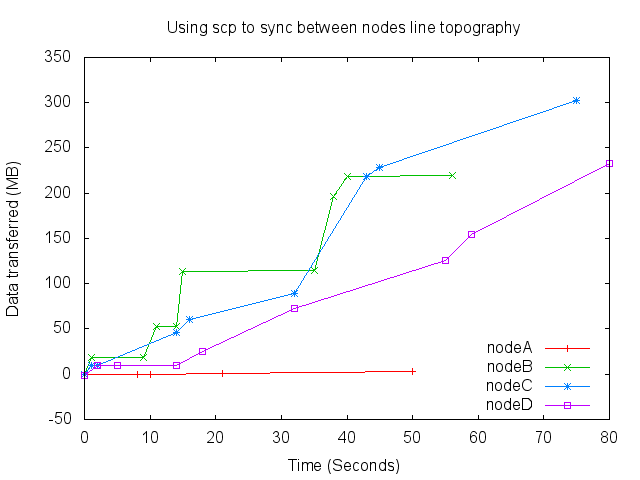 Using scp to sync between nodes line topography
350
300
250
200
150
100
50
0
-50
Data transferred (MB)
nodeA
nodeB
nodeC
nodeD
0 10 20 30 40 50 60 70 80
Time (Seconds)